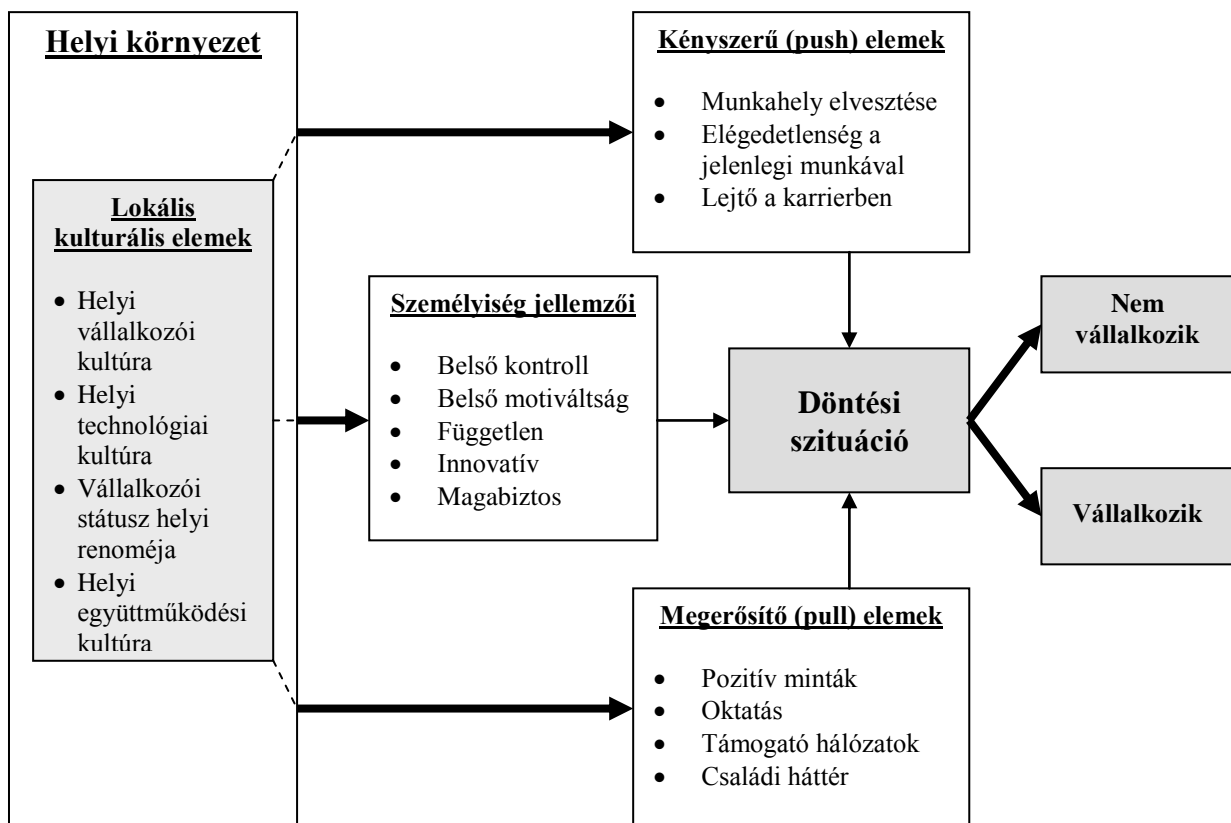 Helyi környezet
Lokális
kulturális elemek
• Helyi
vállalkozói
kultúra
• Helyi
technológiai
kultúra
• Vállalkozói
státusz helyi
renoméja
• Helyi
együttműködési
kultúra
Kényszerű (push) elemek
• Munkahely elvesztése
• Elégedetlenség a
jelenlegi munkával
• Lejtő a karrierben
Személyiség jellemzői
• Belső kontroll
• Belső motiváltság
• Független
• Innovatív
• Magabiztos
Megerősítő (pull) elemek
• Pozitív minták
• Oktatás
• Támogató hálózatok
• Családi háttér
Döntési
szituáció
Nem
vállalkozik
Vállalkozik